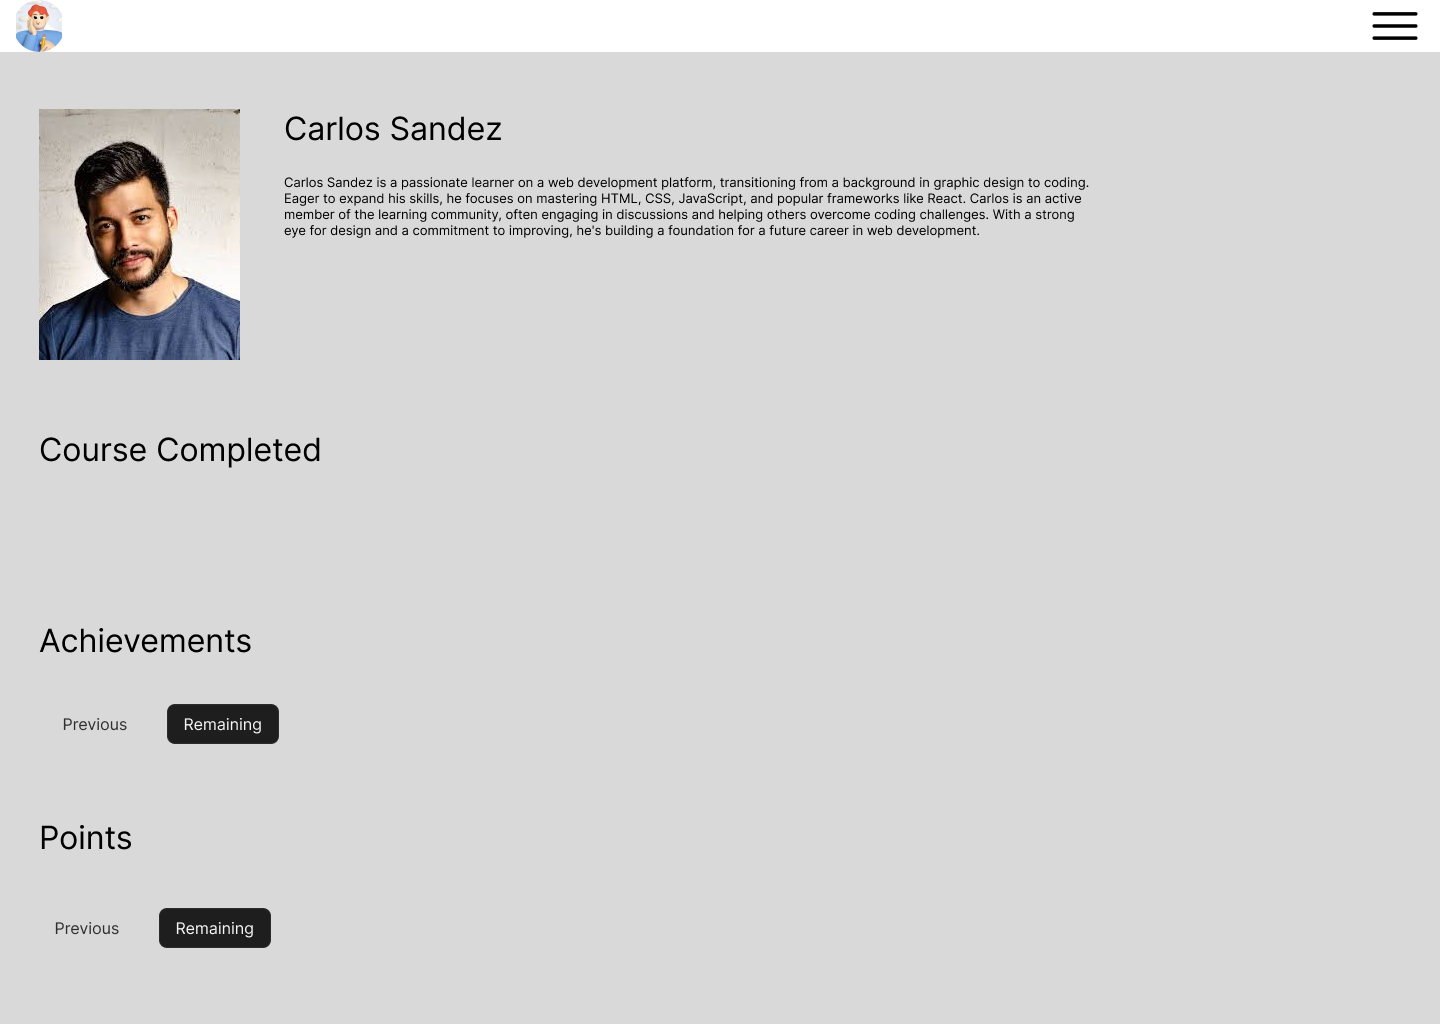 Carlos Sandez
Carlos Sandez is a passionate learner on a web development platform, transitioning from a background in graphic design to coding.
Eager to expand his skills, he focuses on mastering HTML, CSS, JavaScript, and popular frameworks like React. Carlos is an active
member of the learning community, often engaging in discussions and helping others overcome coding challenges. With a strong
eye for design and a commitment to improving, he's building a foundation for a future career in web development.
Course Completed
Achievements
Previous Remaining
Points
Previous Remaining